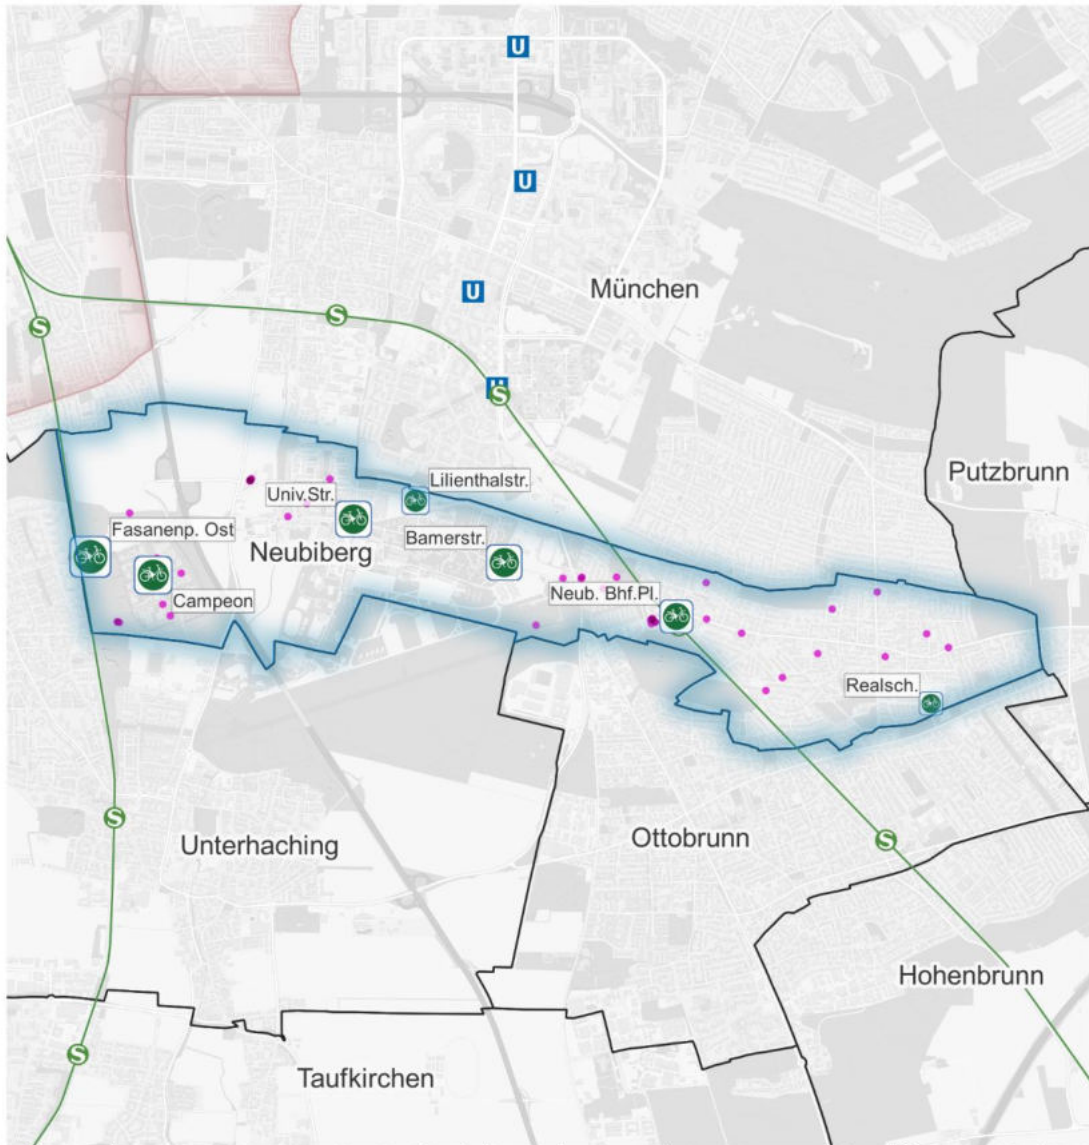 U
U
U
München
S
S
U
S
Putzbrunn
Lilienthalstr.
Univ.Str.
Fasanenp. Ost
Bamerstr.
Neubiberg
Campeon
Neub. Bhf.Pl.
Realsch.
S
Unterhaching
Ottobrunn
S
Hohenbrunn
S
Taufkirchen